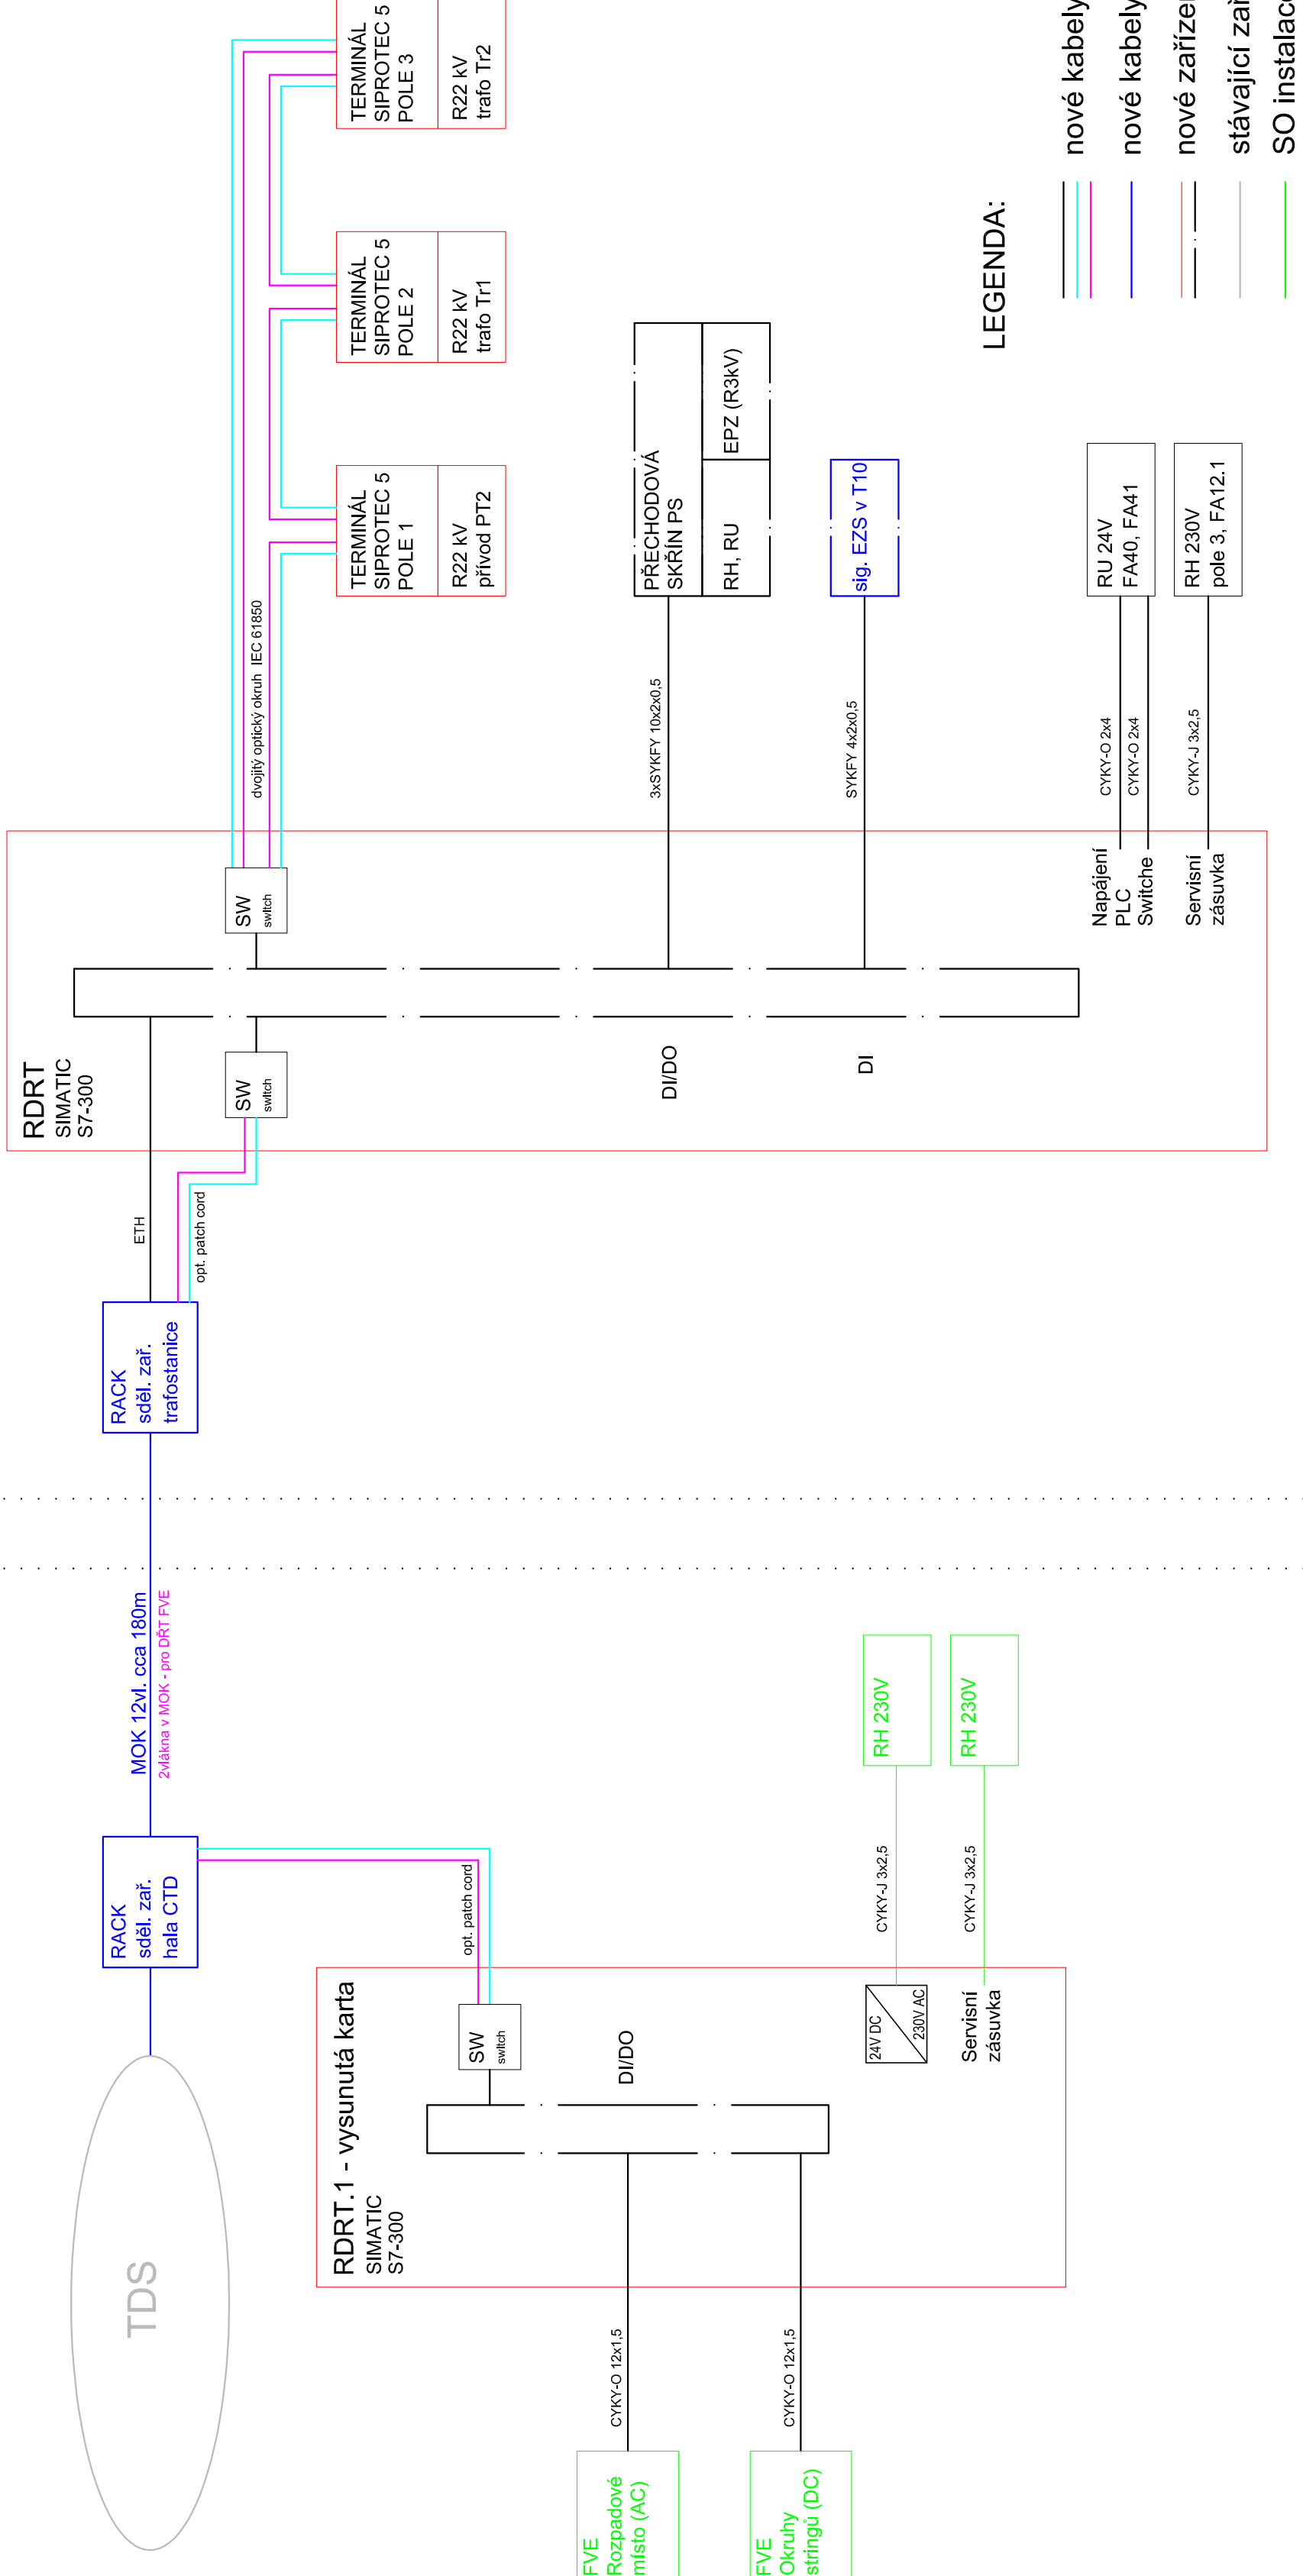 TDS
RACK
sděl. zař.
hala CTD
MOK 12vl. cca 180m
2vlákna v MOK - pro DŘT FVE
RACK
sděl. zař.
trafostanice
ETH
opt. patch cord
RDRT
SIMATIC
S7-300
SW
switch
SW
switch
dvojitý optický okruh IEC 61850
TERMINÁL
SIPROTEC 5
POLE 1
R22 kV
přívod PT2
TERMINÁL
SIPROTEC 5
POLE 2
R22 kV
trafo Tr1
TERMINÁL
SIPROTEC 5
POLE 3
R22 kV
trafo Tr2
DI/DO
3xSYKFY 10x2x0,5
PŘECHODOVÁ
SKŘÍN PS
RH, RU
EPZ (R3kV)
DI
SYKFY 4x2x0,5
sig. EZS v T10
Napájení
PLC
Switche
CYKY-O 2x4
CYKY-O 2x4
RU 24V
FA40, FA41
Servisní
zásuvka
CYKY-J 3x2,5
RH 230V
pole 3, FA12.1
RDRT.1 - vysunutá karta
SIMATIC
S7-300
SW
switch
opt. patch cord
DI/DO
FVE
Rozpadové
místo (AC)
CYKY-O 12x1,5
FVE
Okruhy
stringů (DC)
CYKY-O 12x1,5
24V DC
230V AC
CYKY-J 3x2,5
RH 230V
Servisní
zásuvka
CYKY-J 3x2,5
RH 230V
LEGENDA:
nové kabely
nové kabely
nové zařízen
stávající zař
SO instalac